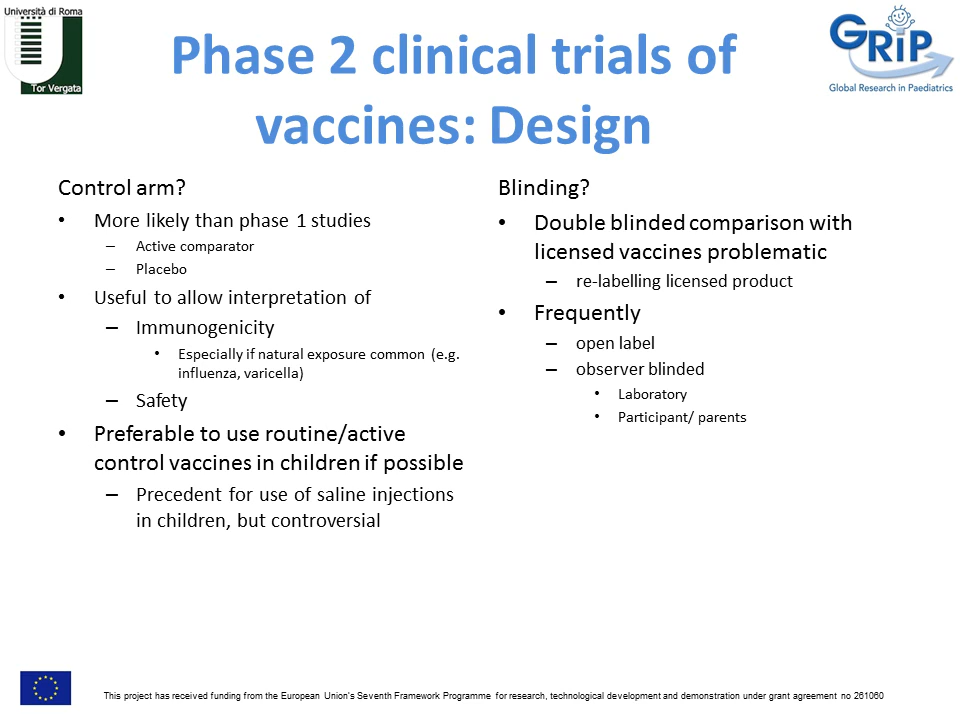 Università di Roma
Tor Vergata
GRiP
Global Research in Paediatrics
Phase 2 clinical trials of
vaccines: Design
Control arm?
• More likely than phase 1 studies
– Active comparator
– Placebo
• Useful to allow interpretation of
– Immunogenicity
• Especially if natural exposure common (e.g.
influenza, varicella)
– Safety
• Preferable to use routine/active
control vaccines in children if possible
– Precedent for use of saline injections
in children, but controversial
Blinding?
• Double blinded comparison with
licensed vaccines problematic
– re-labelling licensed product
• Frequently
– open label
– observer blinded
• Laboratory
• Participant/ parents
This project has received funding from the European Union's Seventh Framework Programme for research, technological development and demonstration under grant agreement no 261060